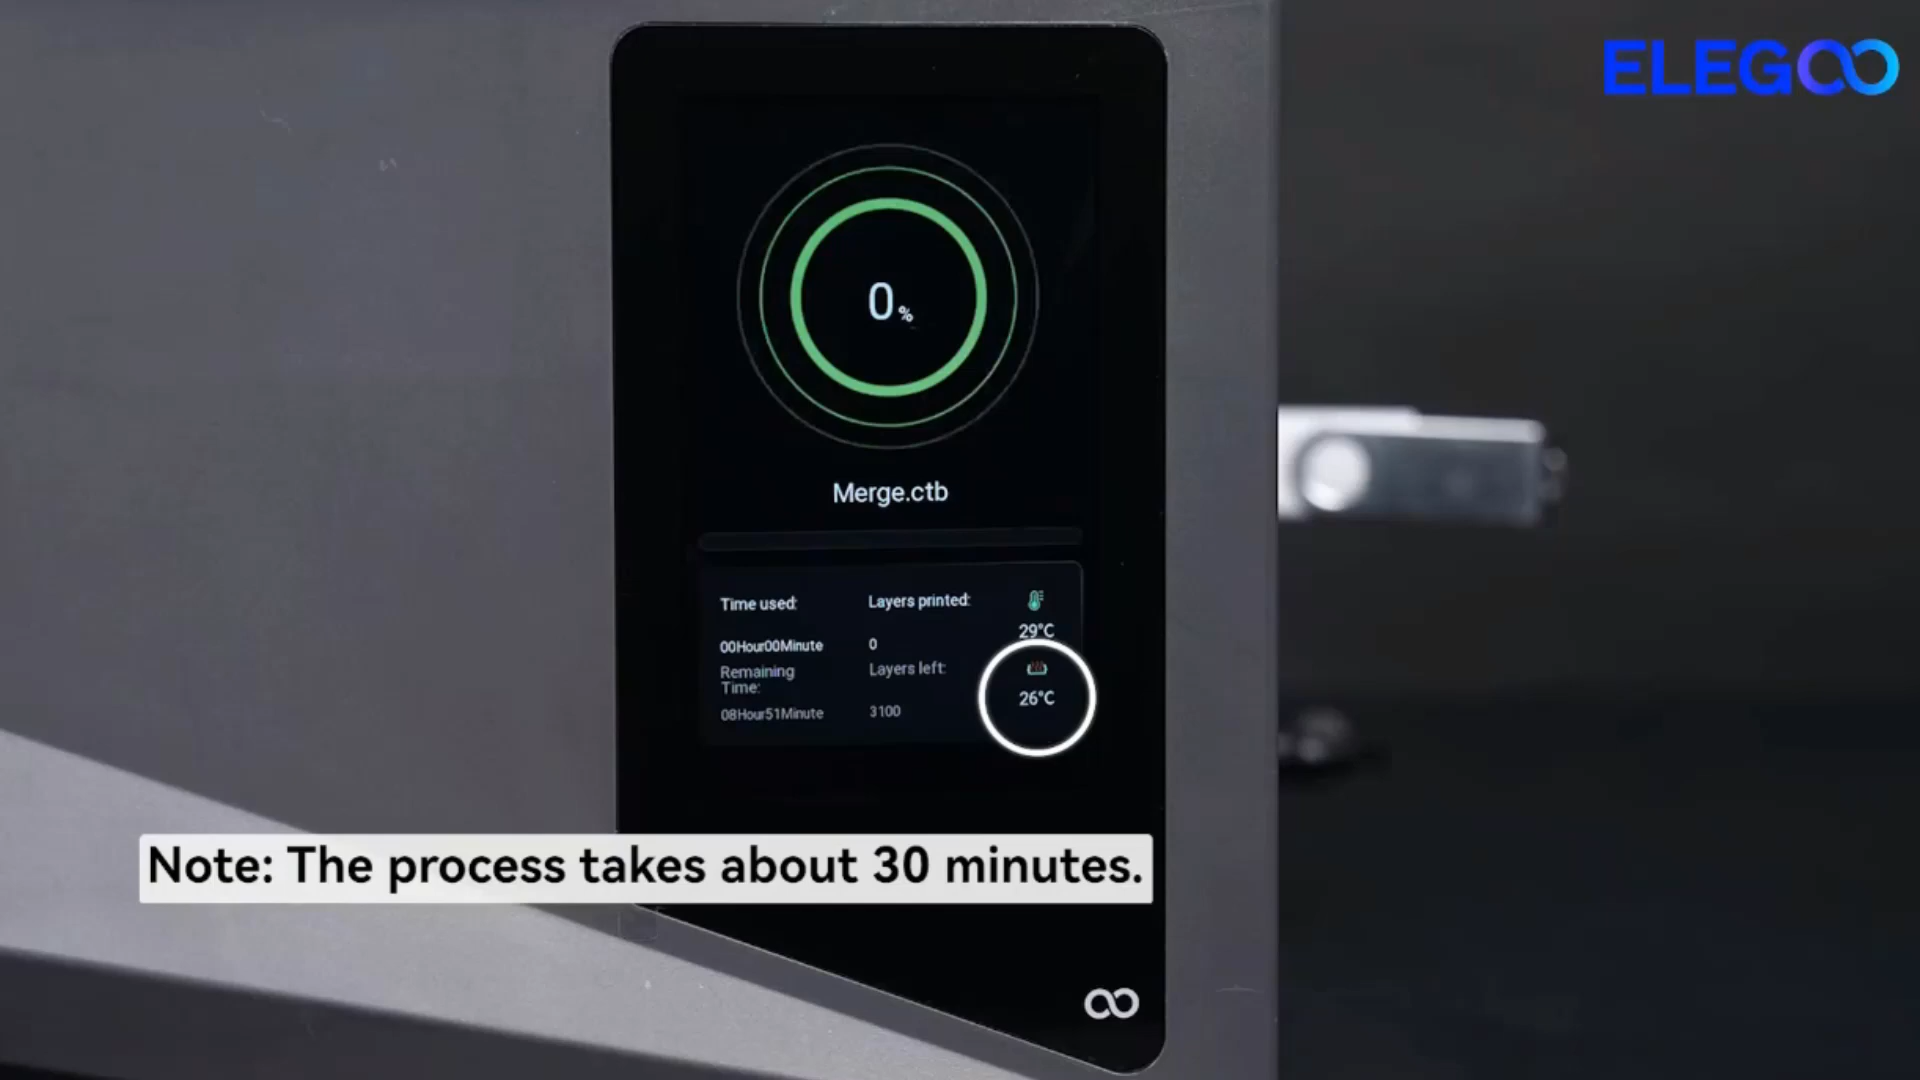 ELEGOO
0%
Merge.ctb
Time used:
Layers printed:
29°C
00Hour00Minute
0
Remaining
Time:
Layers left:
26°C
08Hour51Minute
3100
Note: The process takes about 30 minutes.